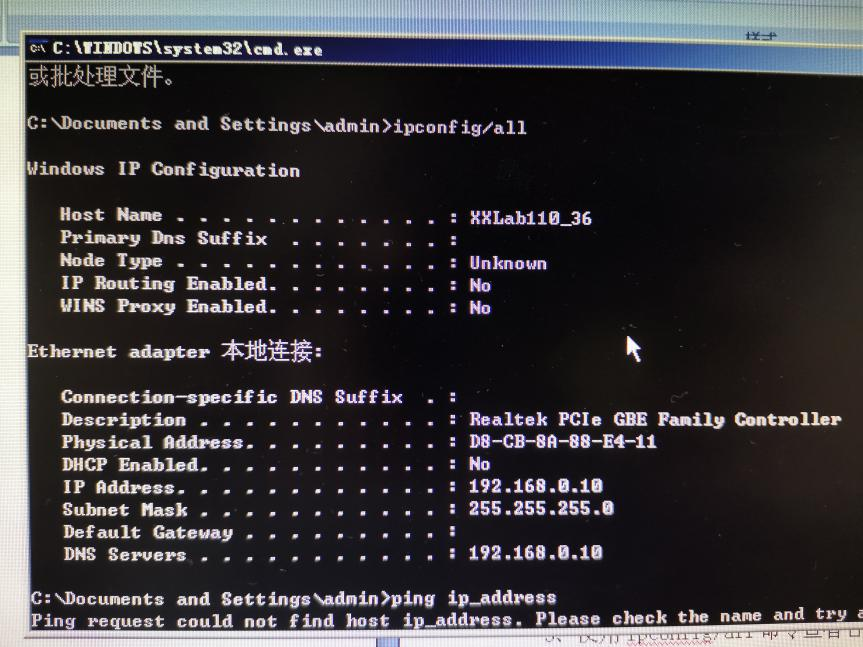 样式
C:\WINDOWS\system32\cmd.exe
或批处理文件。
C:\Documents and Settings\admin>ipconfig/all
Windows IP Configuration
Host Name . . . . . . . . . . . . : XXLab110_36
Primary Dns Suffix . . . . . . . :
Node Type . . . . . . . . . . . . : Unknown
IP Routing Enabled. . . . . . . . : No
WINS Proxy Enabled. . . . . . . . : No
Ethernet adapter 本地连接:
Connection-specific DNS Suffix . :
Description . . . . . . . . . . . : Realtek PCIe GBE Family Controller
Physical Address. . . . . . . . . : D8-CB-8A-88-E4-11
DHCP Enabled. . . . . . . . . . . : No
IP Address. . . . . . . . . . . . : 192.168.0.10
Subnet Mask . . . . . . . . . . . : 255.255.255.0
Default Gateway . . . . . . . . . :
DNS Servers . . . . . . . . . . . : 192.168.0.10
C:\Documents and Settings\admin>ping ip_address
Ping request could not find host ip_address. Please check the name and try a